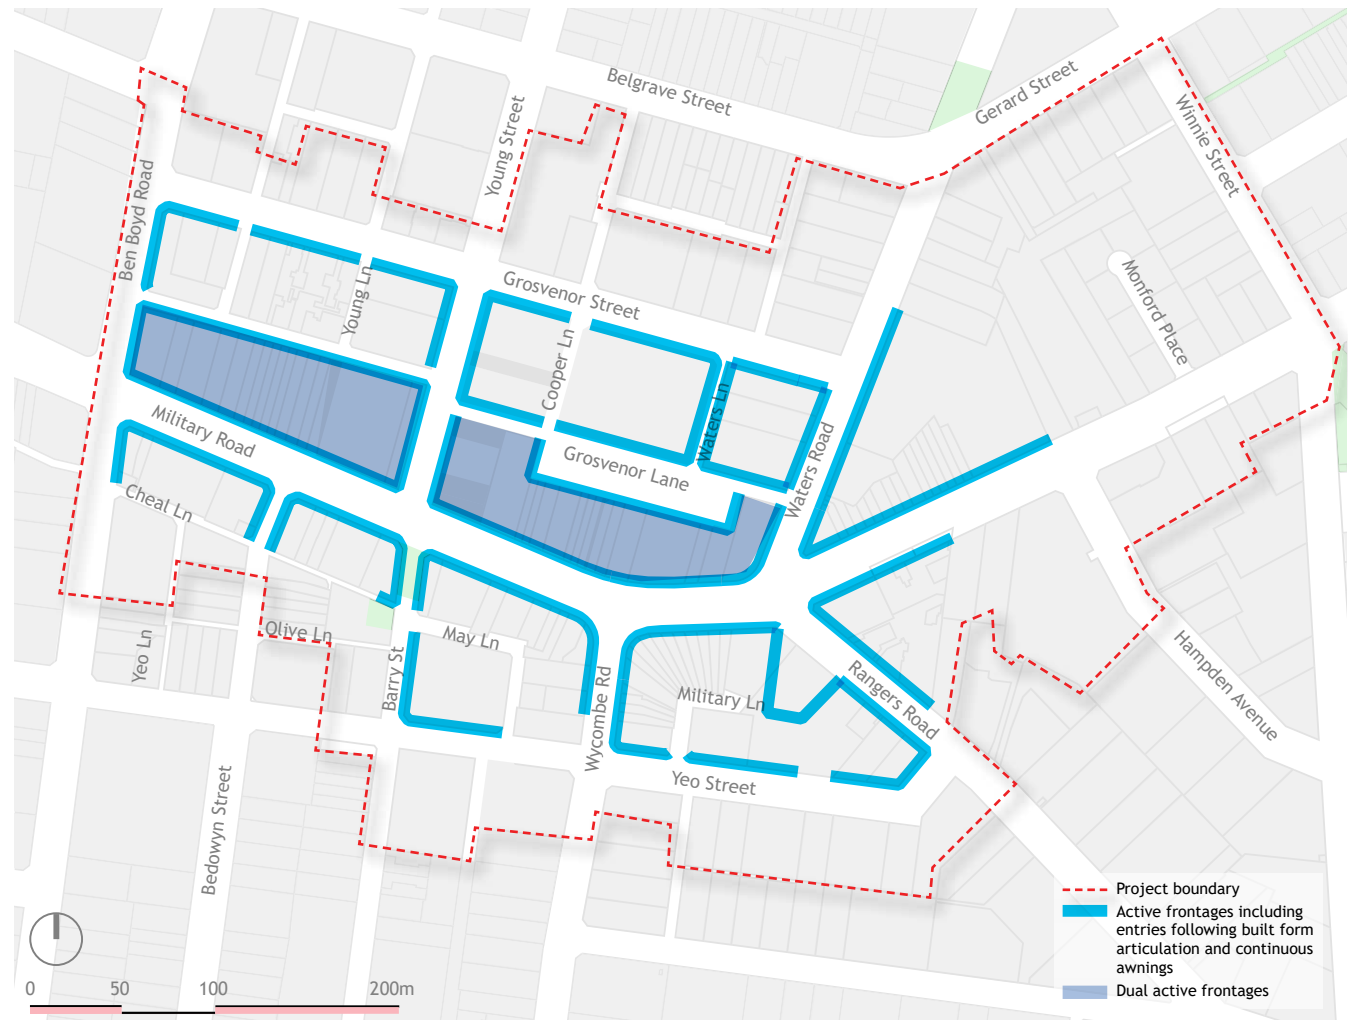 Belgrave Street
Gerard Street
Winnie Street
Young Street
Ben Boyd Road
Monford Place
Young Ln
Grosvenor Street
Cooper Ln
Waters Ln
Waters Road
Military Road
Grosvenor Lane
Cheal Ln
Olive Ln
May Ln
Yeo Ln
Barry St
Wycombe Rd
Military Ln
Rangers Road
Hampden Avenue
Yeo Street
Bedowyn Street
0 50 100 200m
Project boundary
Active frontages including
entries following built form
articulation and continuous
awnings
Dual active frontages